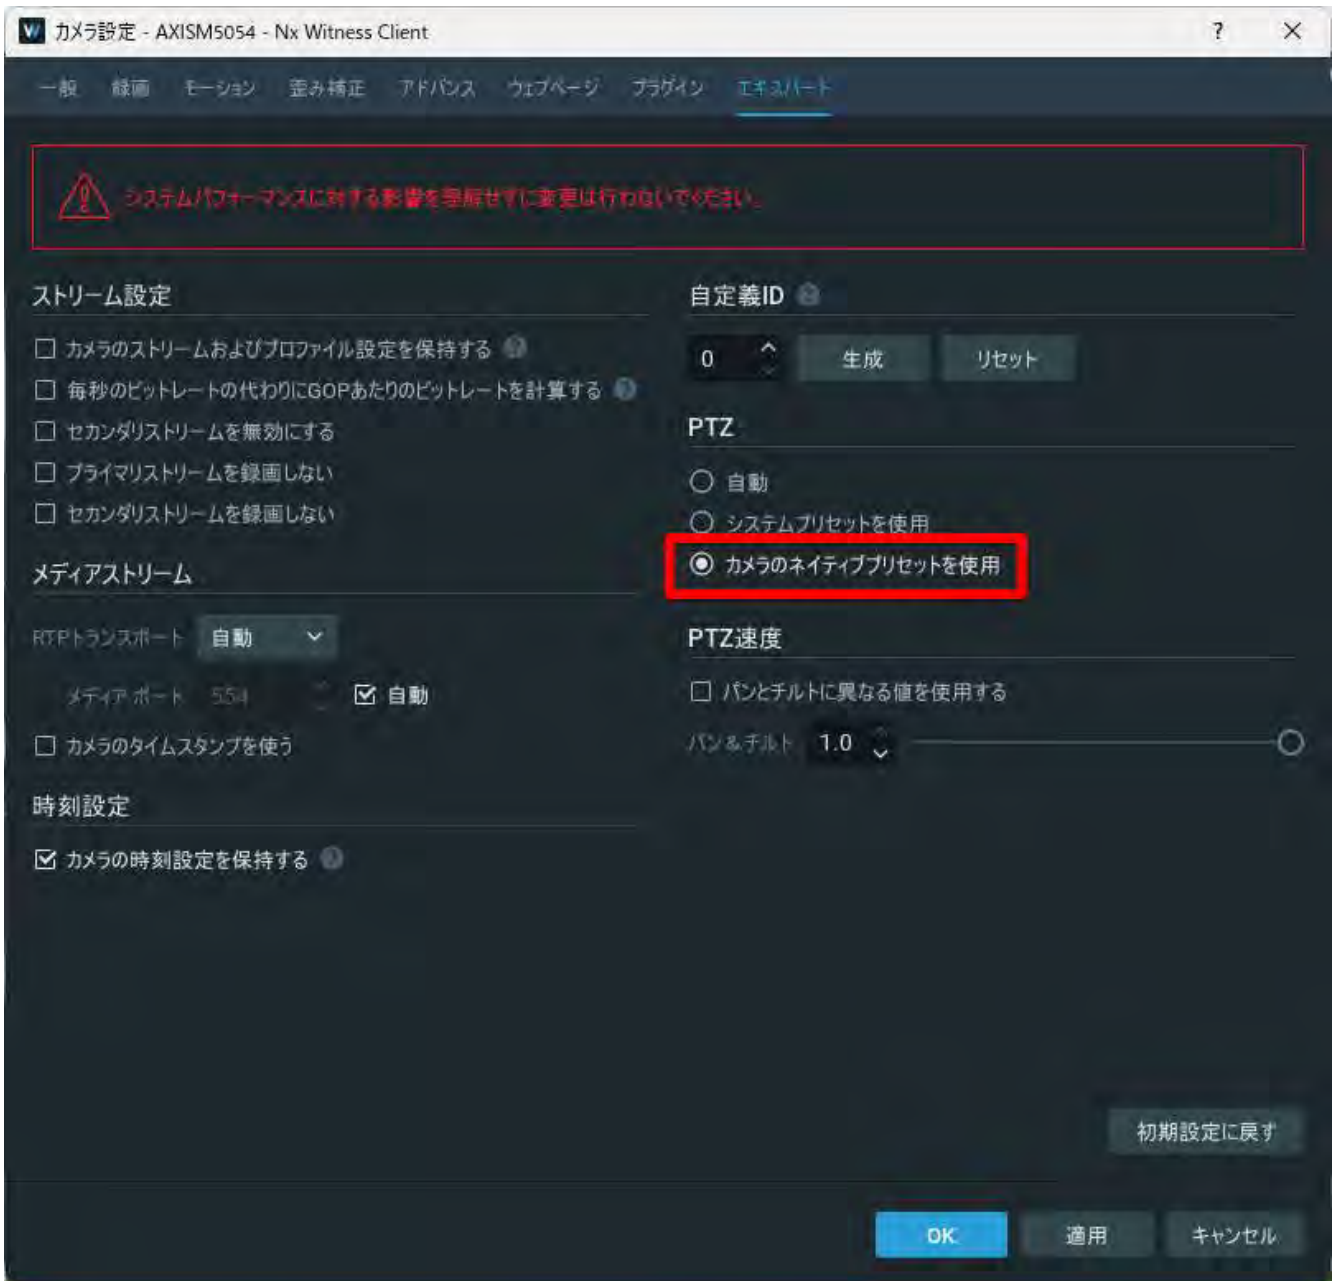 カメラ設定 - AXISM5054 - Nx Witness Client
一般 録画 モーション 歪み補正 アドバンス ウェブページ プラグイン エキスパート
システムパフォーマンスに対する影響を理解せずに変更は行わないでください。
ストリーム設定
カメラのストリームおよびプロファイル設定を保持する
毎秒のビットレートの代わりにGOPあたりのビットレートを計算する
セカンダリストリームを無効にする
プライマリストリームを録画しない
セカンダリストリームを録画しない
メディアストリーム
RTPトランスポート 自動
メディア ポート 554 自動
カメラのタイムスタンプを使う
時刻設定
カメラの時刻設定を保持する
自定義ID
0 生成 リセット
PTZ
自動
システムプリセットを使用
カメラのネイティブプリセットを使用
PTZ速度
パンとチルトに異なる値を使用する
パン&チルト 1.0
初期設定に戻す
OK 適用 キャンセル